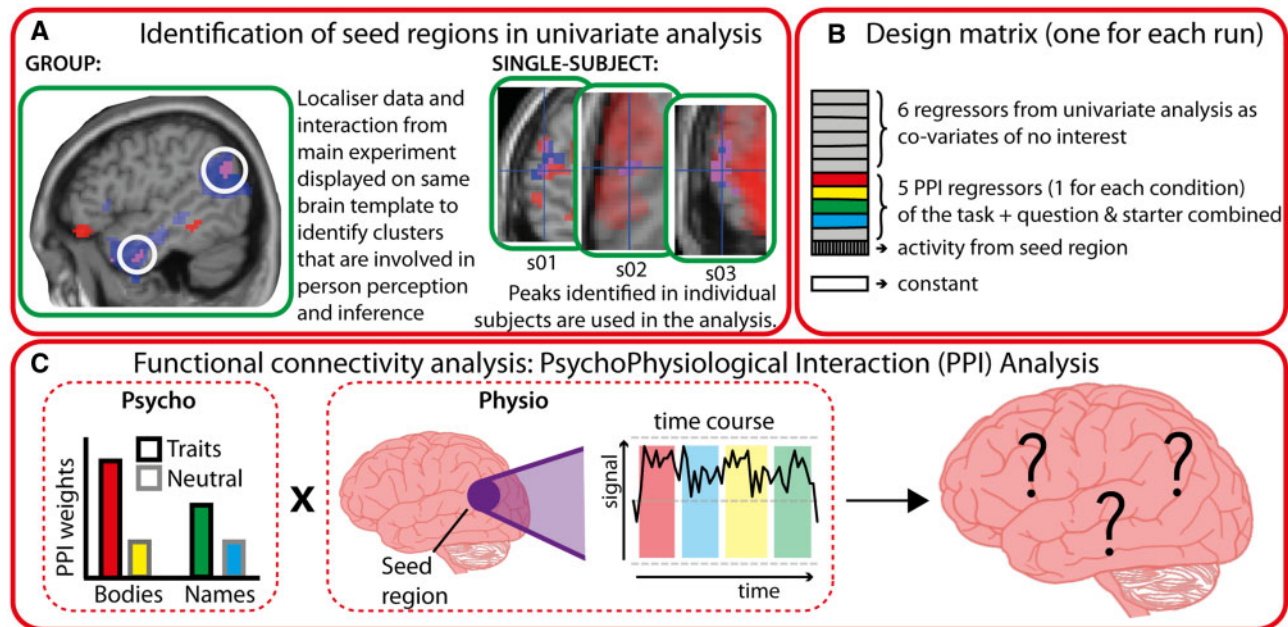 A Identification of seed regions in univariate analysis
GROUP:
Localiser data and
interaction from
main experiment
displayed on same
brain template to
identify clusters
that are involved in
person perception
and inference
SINGLE-SUBJECT:
s01
s02
s03
Peaks identified in individual
subjects are used in the analysis.
B Design matrix (one for each run)
6 regressors from univariate analysis as
co-variates of no interest
5 PPI regressors (1 for each condition)
of the task + question & starter combined
activity from seed region
constant
C Functional connectivity analysis: PsychoPhysiological Interaction (PPI) Analysis
Psycho
PPI weights
Traits
Neutral
Bodies
Names
X
Physio
Seed
region
time course
signal
time
?
?
?